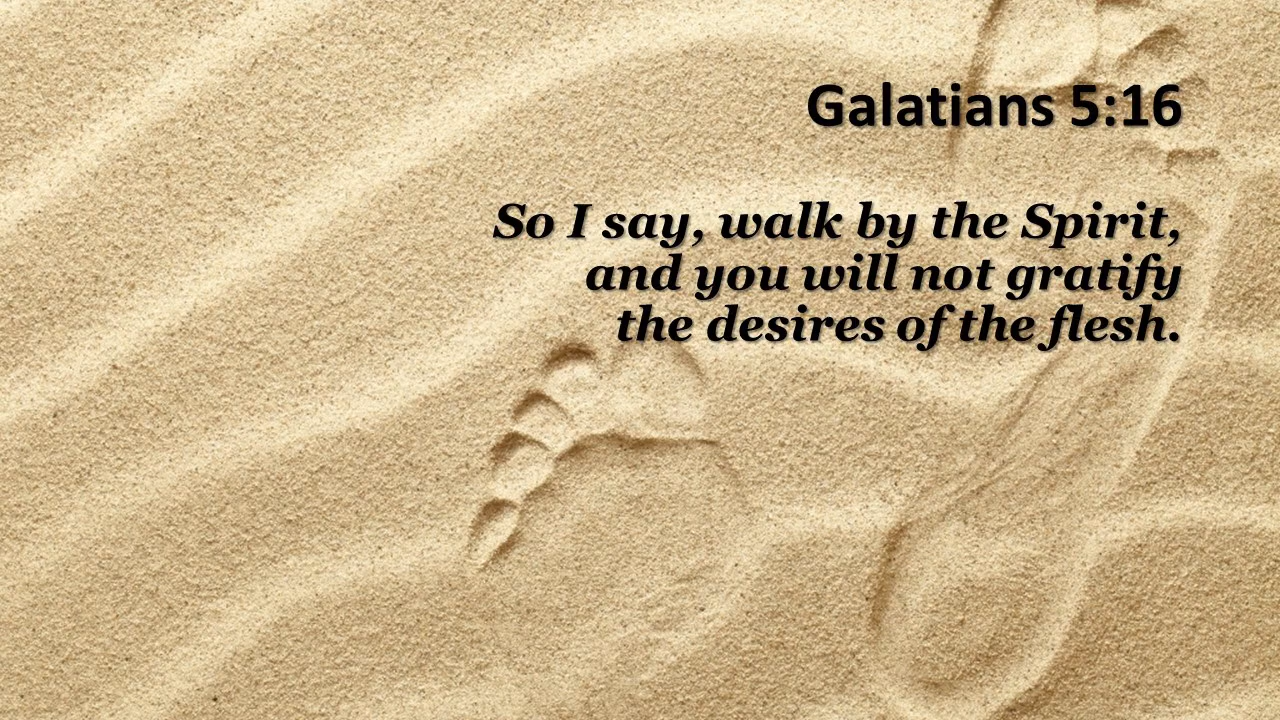 Galatians 5:16
So I say, walk by the Spirit,
and you will not gratify
the desires of the flesh.